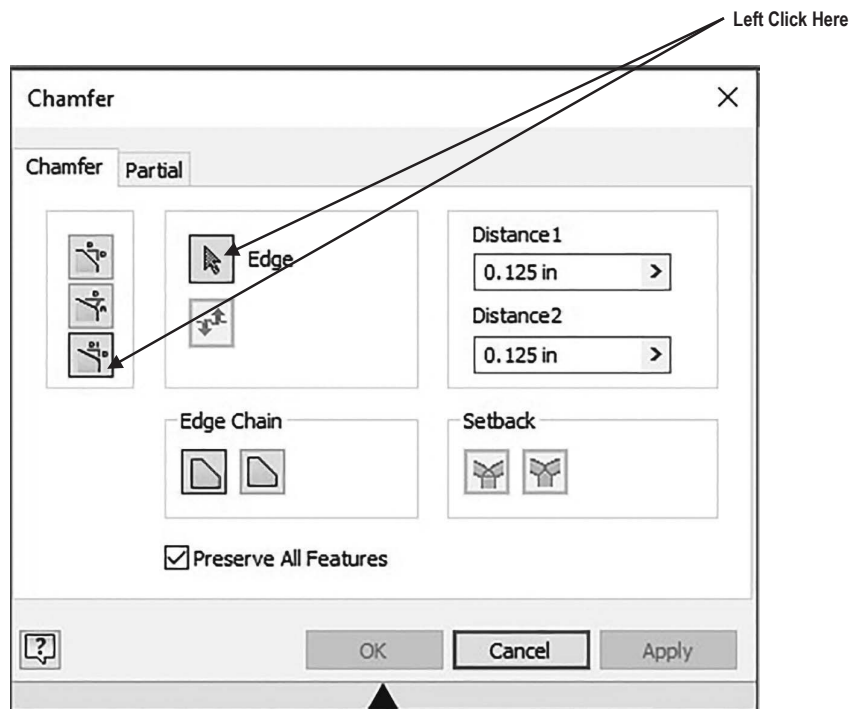 Left Click Here
Chamfer
Chamfer Partial
Edge
Distance1
0.125 in >
Distance2
0.125 in >
Edge Chain
Setback
Preserve All Features
?
OK Cancel Apply